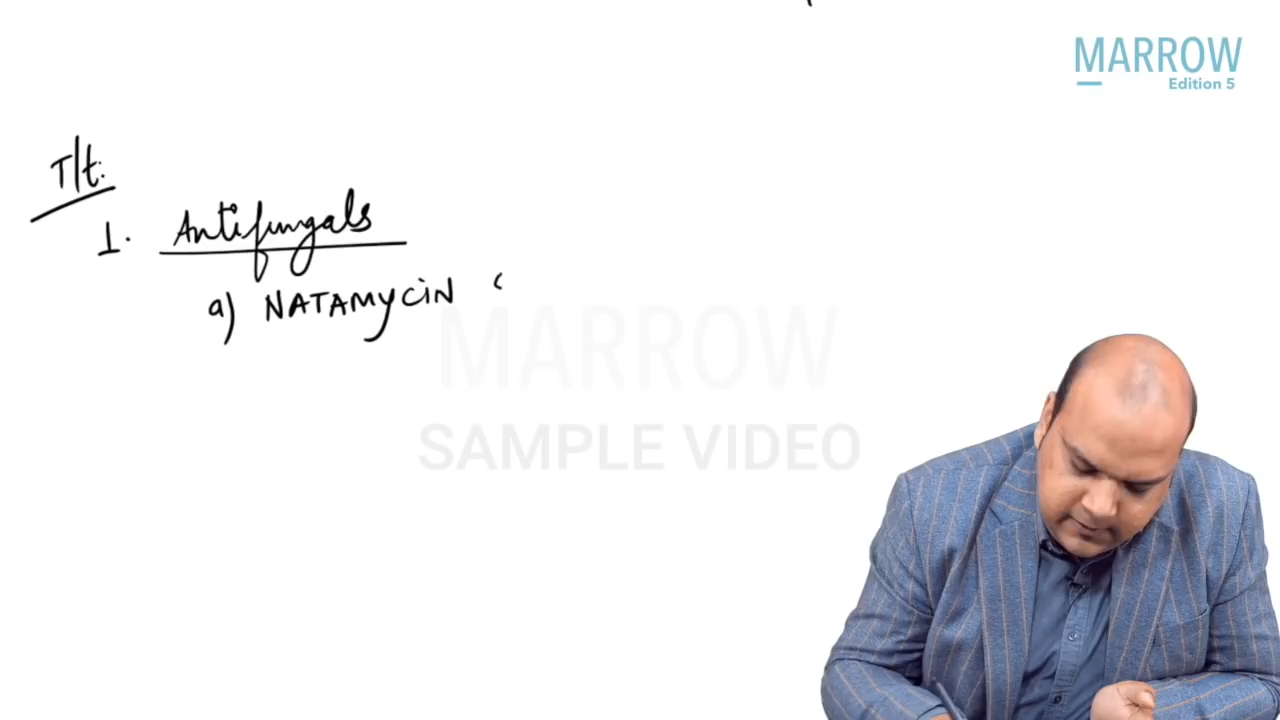 MARROW
Edition 5
T/t:
1. Antifungals
a) NATAMYCIN (
MARROW
SAMPLE VIDEO